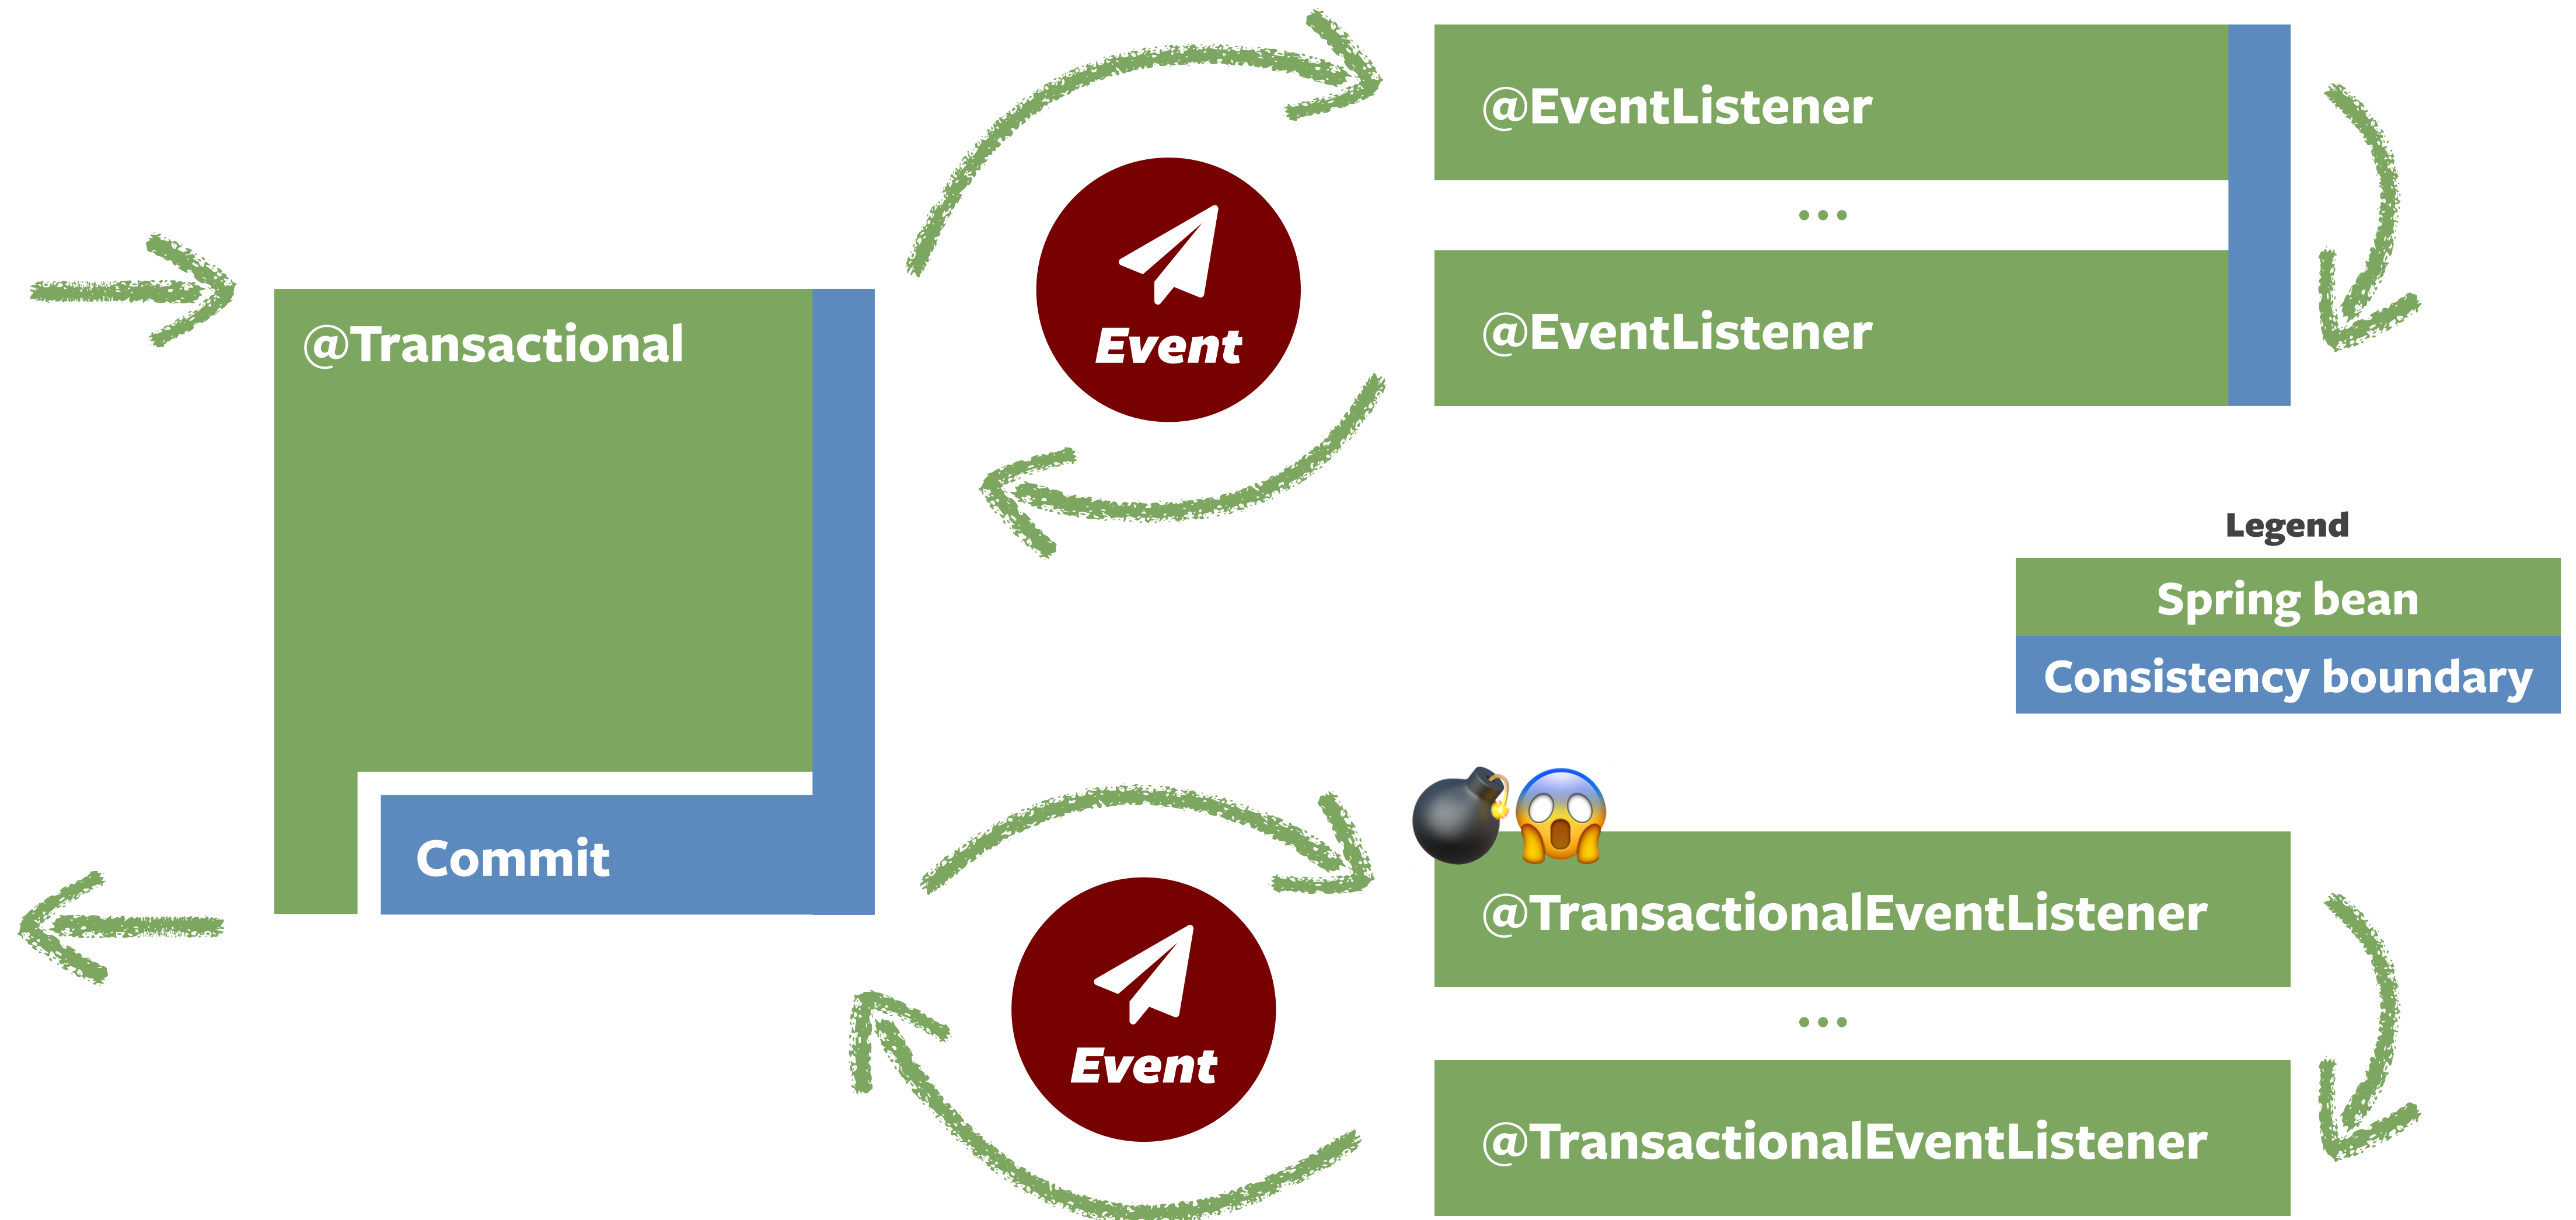 @EventListener
...
@EventListener
@Transactional
Event
Legend
Spring bean
Consistency boundary
Commit
@TransactionalEventListener
...
@TransactionalEventListener
Event